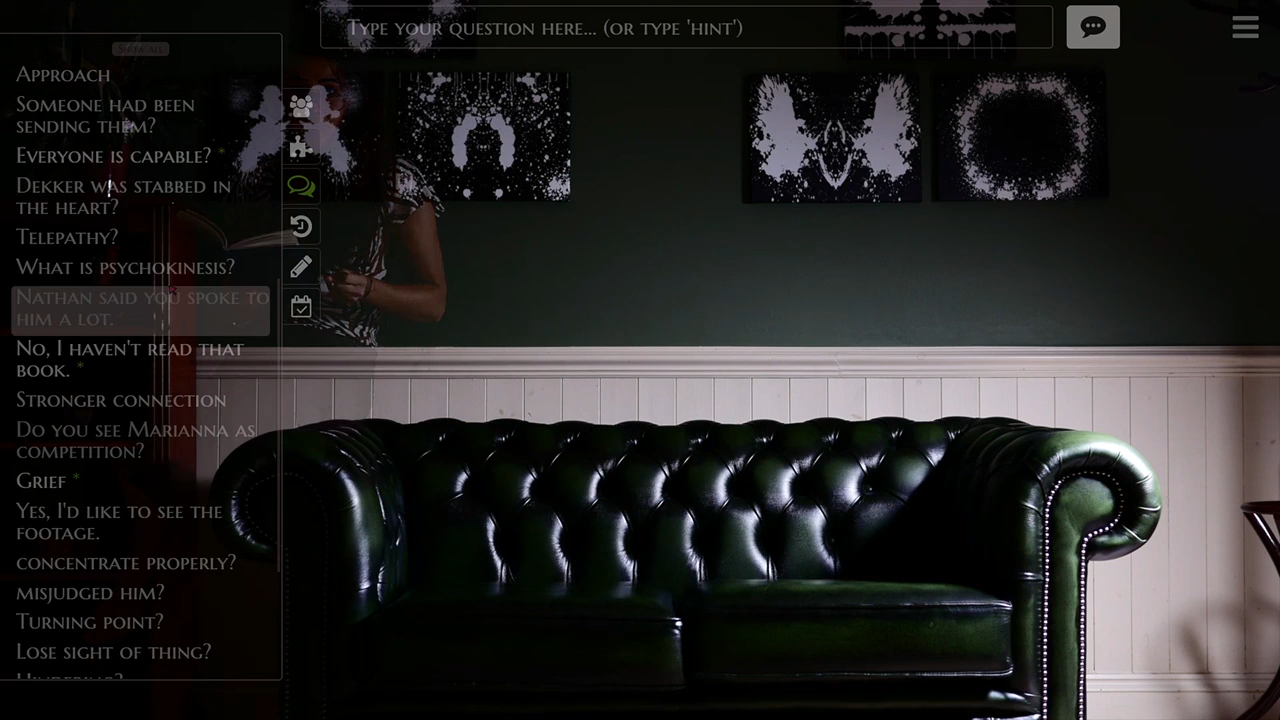 Type your question here... (or type 'hint')
Show all
Approach
Someone had been
sending them?
Everyone is capable? *
Dekker was stabbed in
the heart?
Telepathy?
What is psychokinesis?
Nathan said you spoke to
him a lot.
No, I haven't read that
book. *
Stronger connection
Do you see Marianna as
competition?
Grief *
Yes, I'd like to see the
footage.
concentrate properly?
misjudged him?
Turning point?
Lose sight of thing?